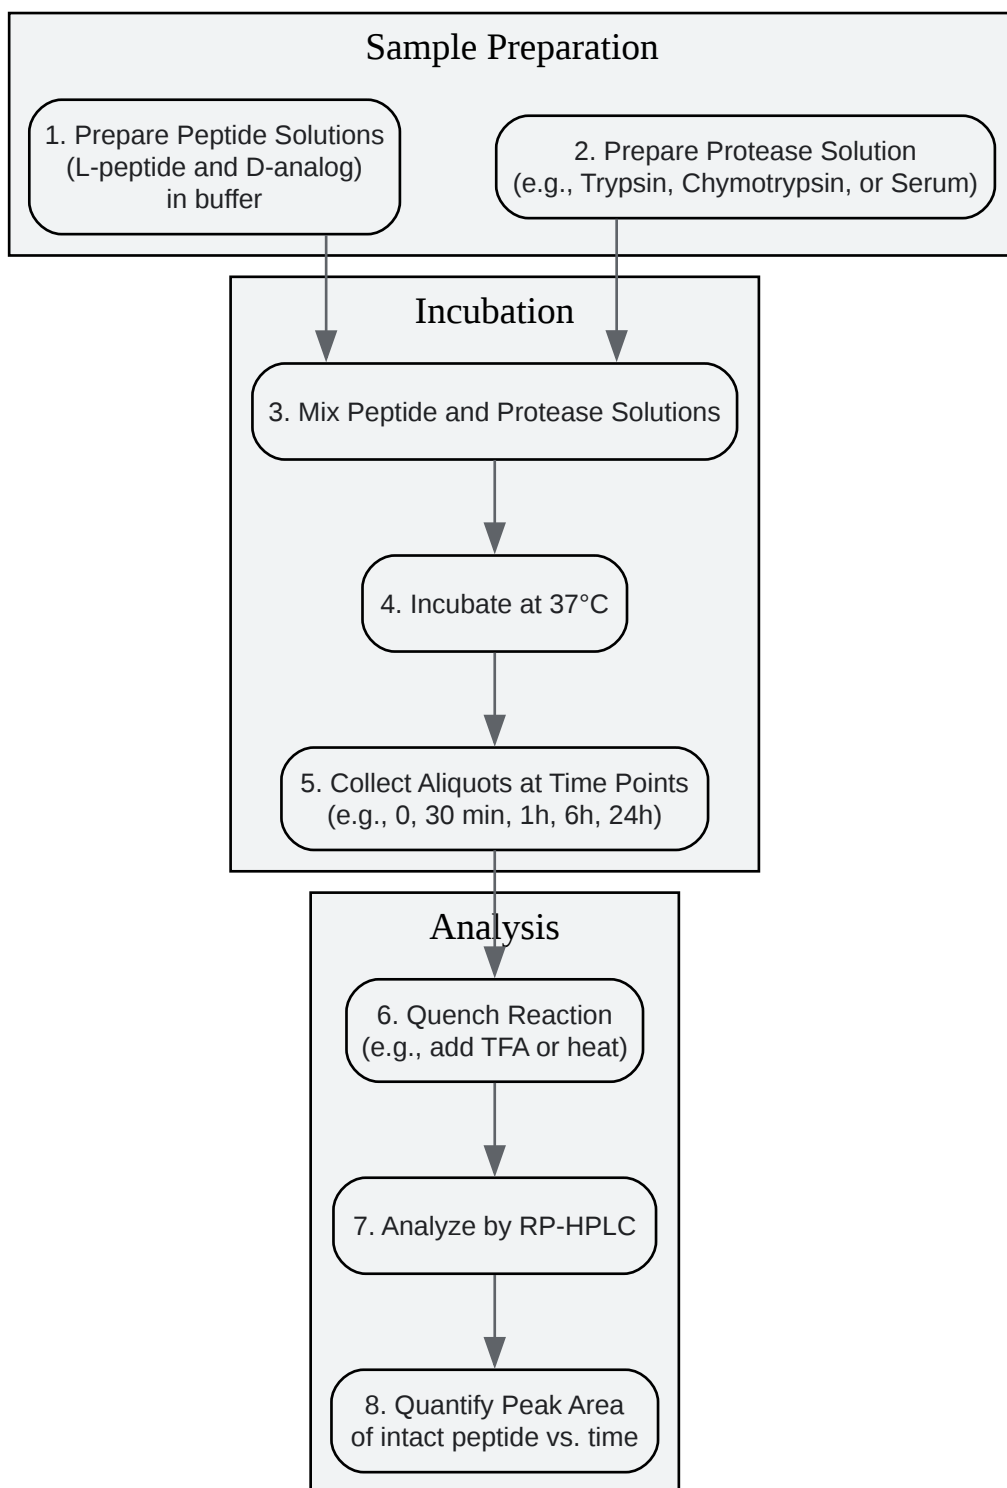 Sample Preparation
1. Prepare Peptide Solutions
(L-peptide and D-analog)
in buffer
2. Prepare Protease Solution
(e.g., Trypsin, Chymotrypsin, or Serum)
Incubation
3. Mix Peptide and Protease Solutions
4. Incubate at 37°C
5. Collect Aliquots at Time Points
(e.g., 0, 30 min, 1h, 6h, 24h)
Analysis
6. Quench Reaction
(e.g., add TFA or heat)
7. Analyze by RP-HPLC
8. Quantify Peak Area
of intact peptide vs. time